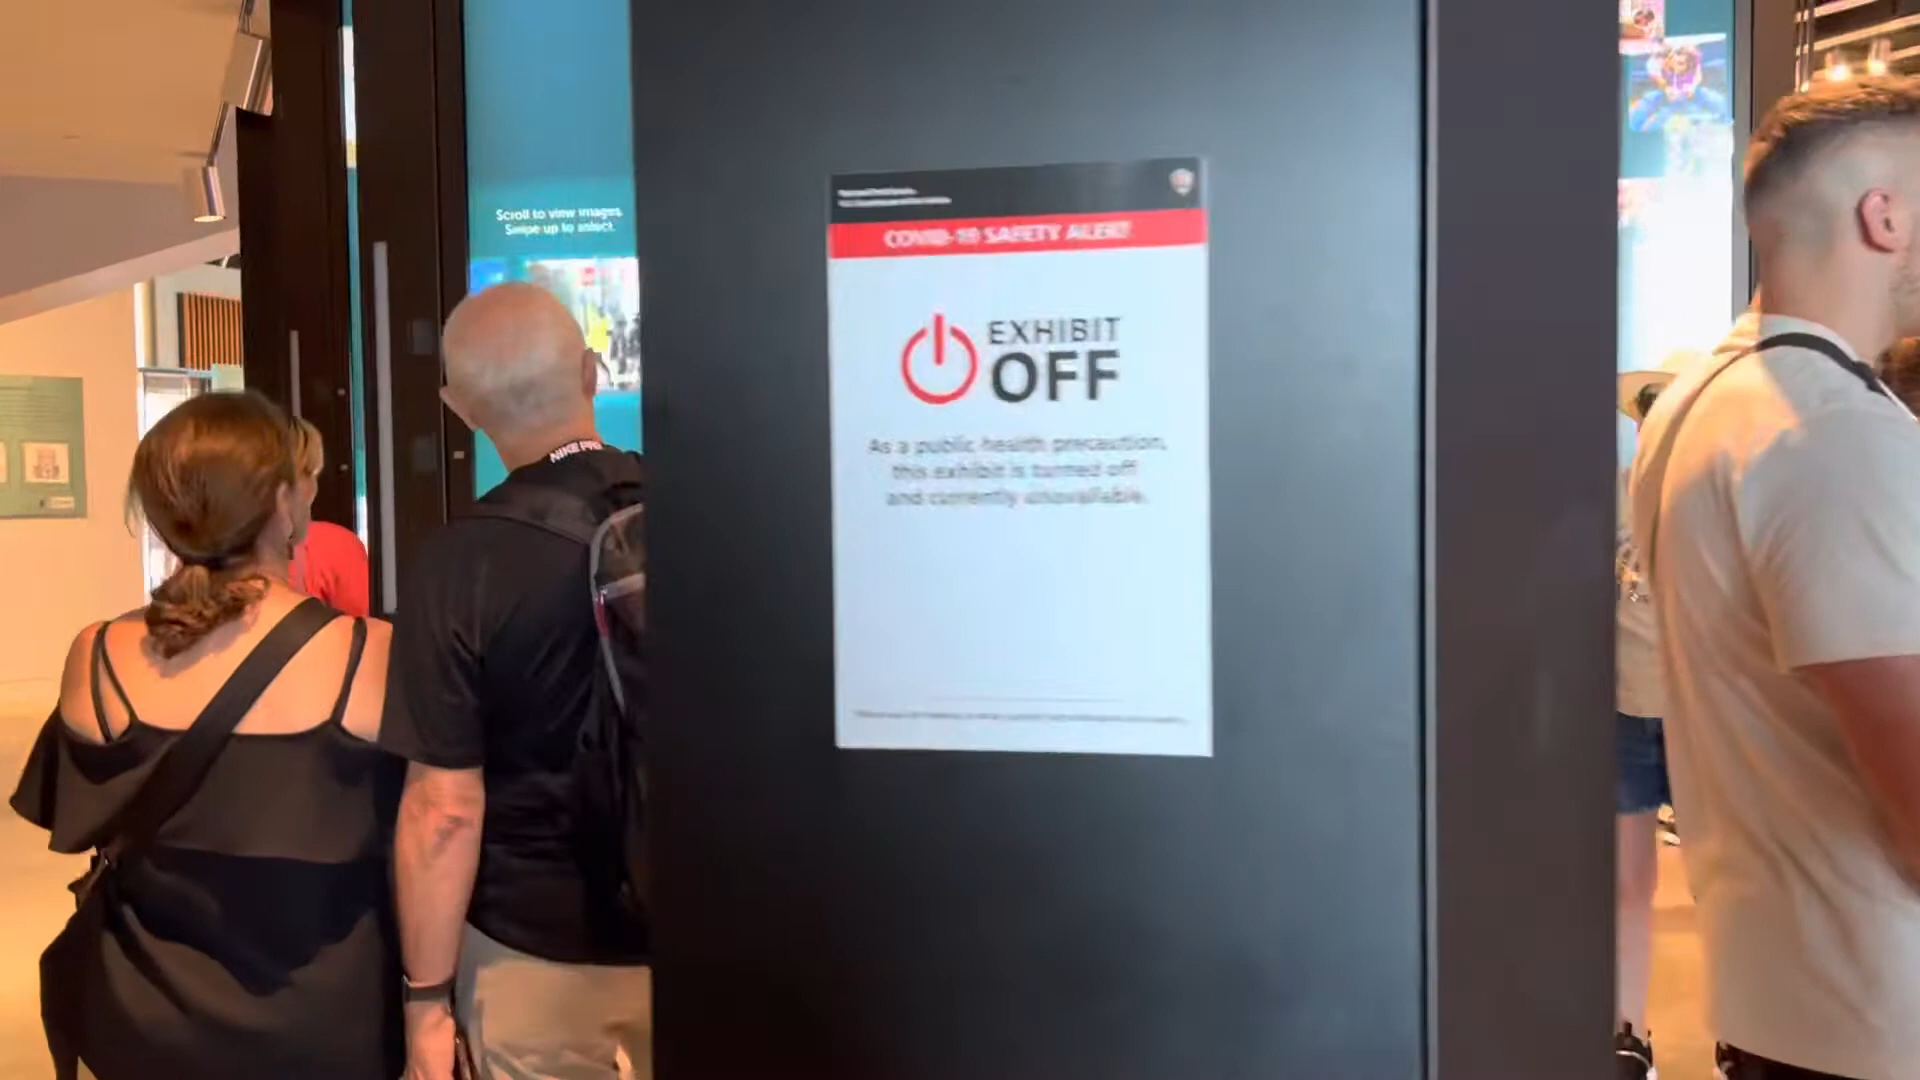 Scroll to view images.
Swipe up to select.
NIKE PR
COVID-19 SAFETY ALERT
EXHIBIT
OFF
As a public health precaution,
this exhibit is turned off
and currently unavailable.